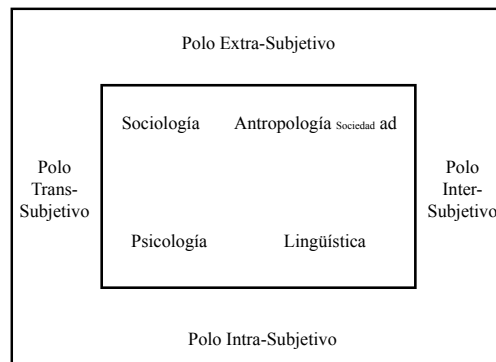 Polo Extra-Subjetivo
Sociología Antropología Sociedad ad
Polo
Trans-
Subjetivo
Polo
Inter-
Subjetivo
Psicología Lingüística
Polo Intra-Subjetivo